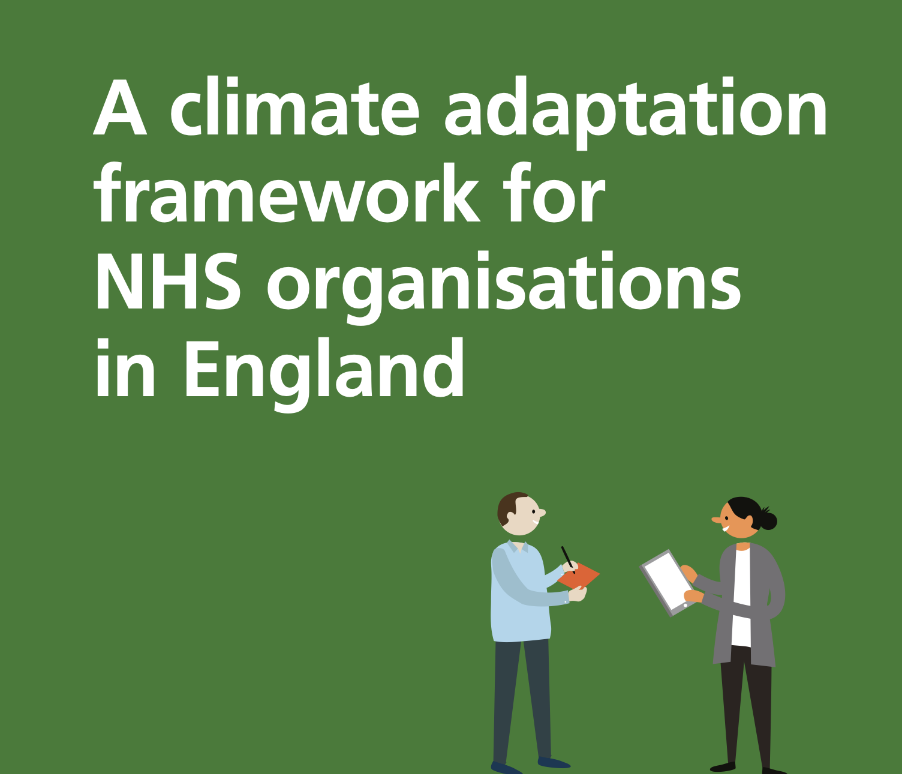 A climate adaptation
framework for
NHS organisations
in England